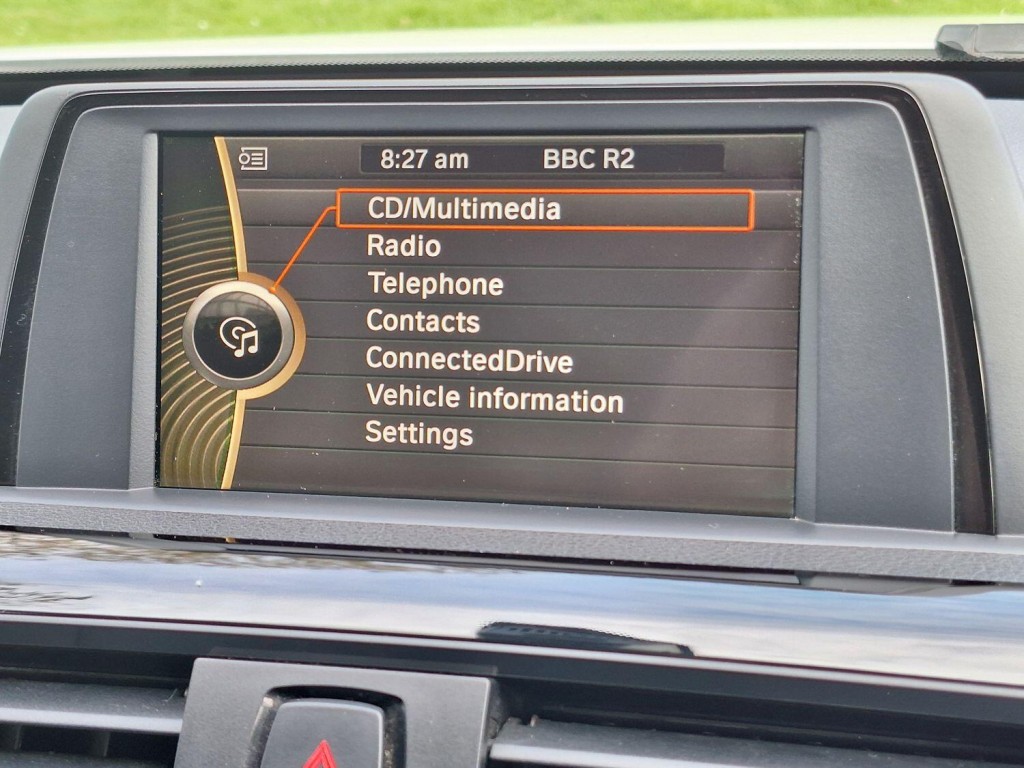 8:27 am BBC R2
CD/Multimedia
Radio
Telephone
Contacts
ConnectedDrive
Vehicle information
Settings